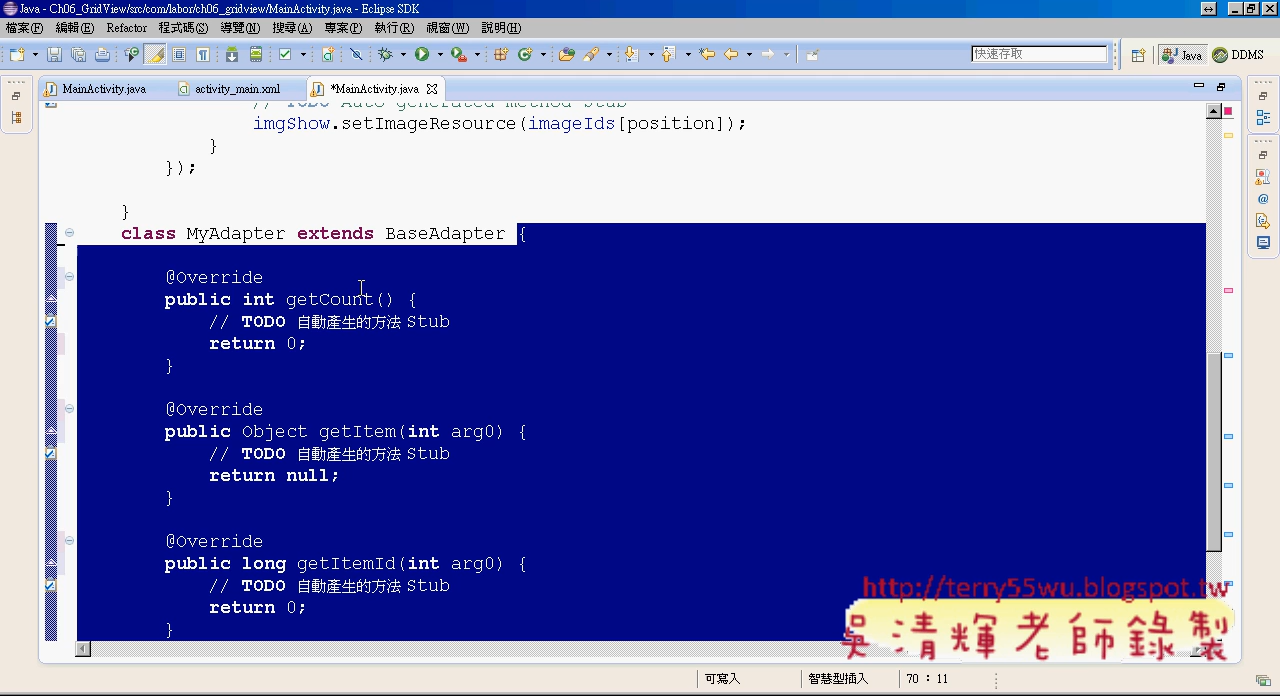 Java - Ch06_GridView/src/com/labor/ch06_gridview/MainActivity.java - Eclipse SDK
檔案(F) 編輯(E) Refactor 程式碼(S) 導覽(N) 搜尋(A) 專案(P) 執行(R) 視窗(W) 說明(H)
快速存取 Java DDMS
MainActivity.java activity_main.xml *MainActivity.java
// TODO Auto-generated method stub
imgShow.setImageResource(imageIds[position]);
}
});
}
class MyAdapter extends BaseAdapter {
@Override
public int getCount() {
// TODO 自動產生的方法 Stub
return 0;
}
@Override
public Object getItem(int arg0) {
// TODO 自動產生的方法 Stub
return null;
}
@Override
public long getItemId(int arg0) {
// TODO 自動產生的方法 Stub
return 0;
}
http://terry55wu.blogspot.tw
吳清輝老師錄製
可寫入 智慧型插入 70 : 11